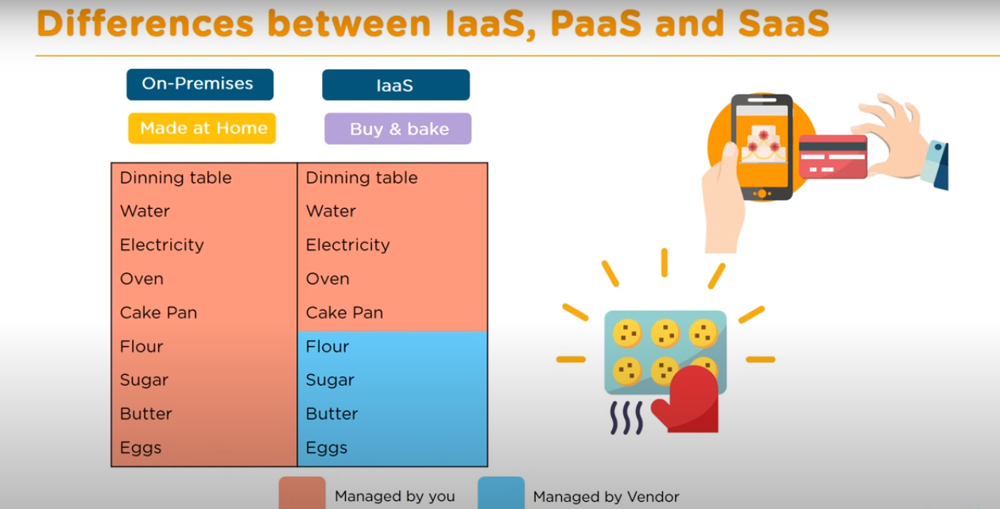 Differences between IaaS, PaaS and SaaS
On-Premises
IaaS
Made at Home
Buy & bake
Dinning table
Dinning table
Water
Water
Electricity
Electricity
Oven
Oven
Cake Pan
Cake Pan
Flour
Flour
Sugar
Sugar
Butter
Butter
Eggs
Eggs
Managed by you
Managed by Vendor